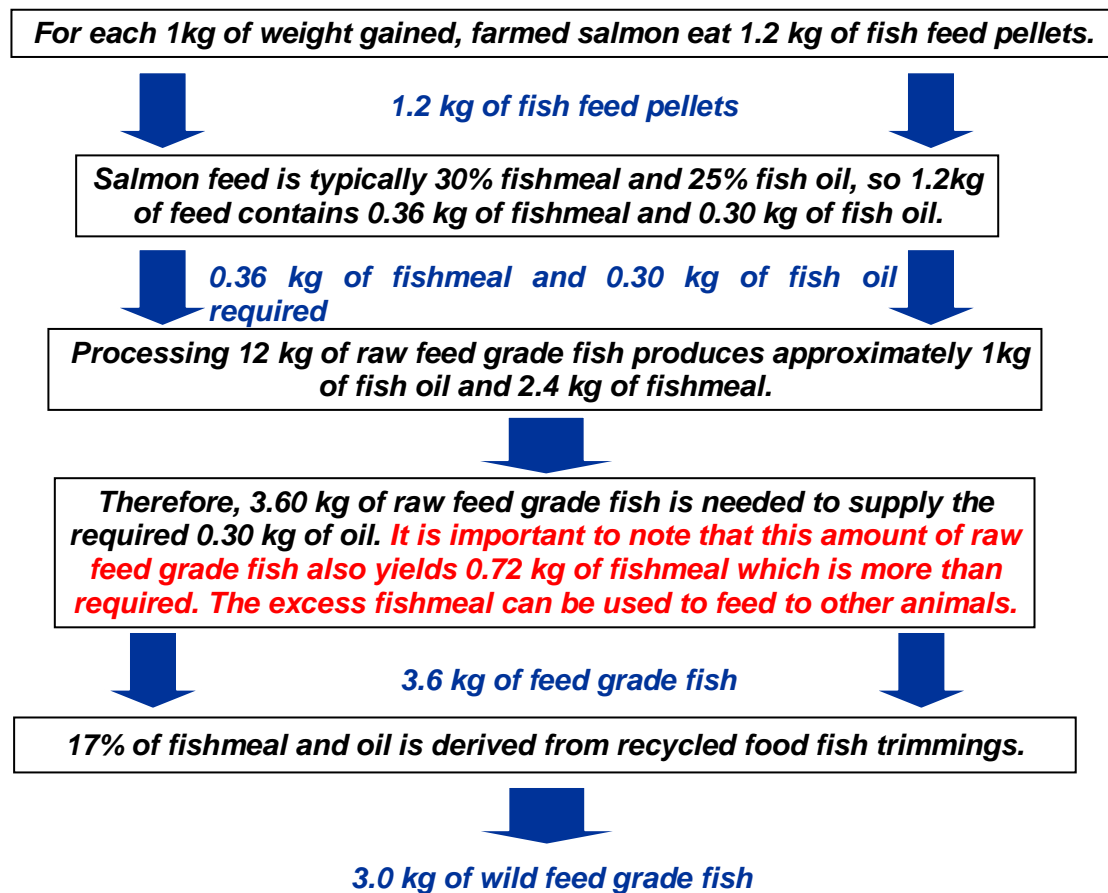 For each 1kg of weight gained, farmed salmon eat 1.2 kg of fish feed pellets.
1.2 kg of fish feed pellets
Salmon feed is typically 30% fishmeal and 25% fish oil, so 1.2kg
of feed contains 0.36 kg of fishmeal and 0.30 kg of fish oil.
0.36 kg of fishmeal and 0.30 kg of fish oil
required
Processing 12 kg of raw feed grade fish produces approximately 1kg
of fish oil and 2.4 kg of fishmeal.
Therefore, 3.60 kg of raw feed grade fish is needed to supply the
required 0.30 kg of oil. It is important to note that this amount of raw
feed grade fish also yields 0.72 kg of fishmeal which is more than
required. The excess fishmeal can be used to feed to other animals.
3.6 kg of feed grade fish
17% of fishmeal and oil is derived from recycled food fish trimmings.
3.0 kg of wild feed grade fish